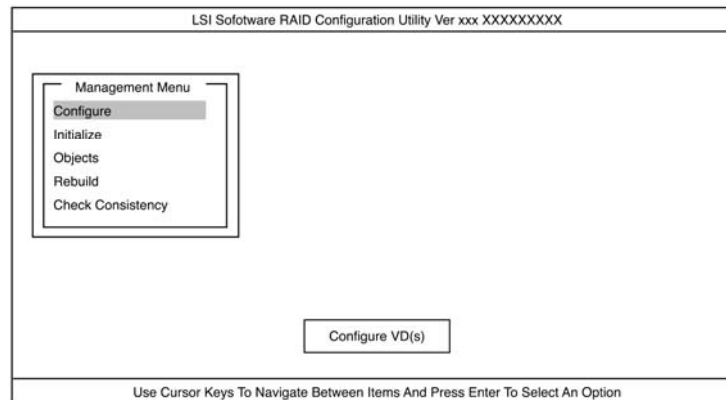 LSI Sofotware RAID Configuration Utility Ver xxx XXXXXXXXX
Management Menu
Configure
Initialize
Objects
Rebuild
Check Consistency
Configure VD(s)
Use Cursor Keys To Navigate Between Items And Press Enter To Select An Option